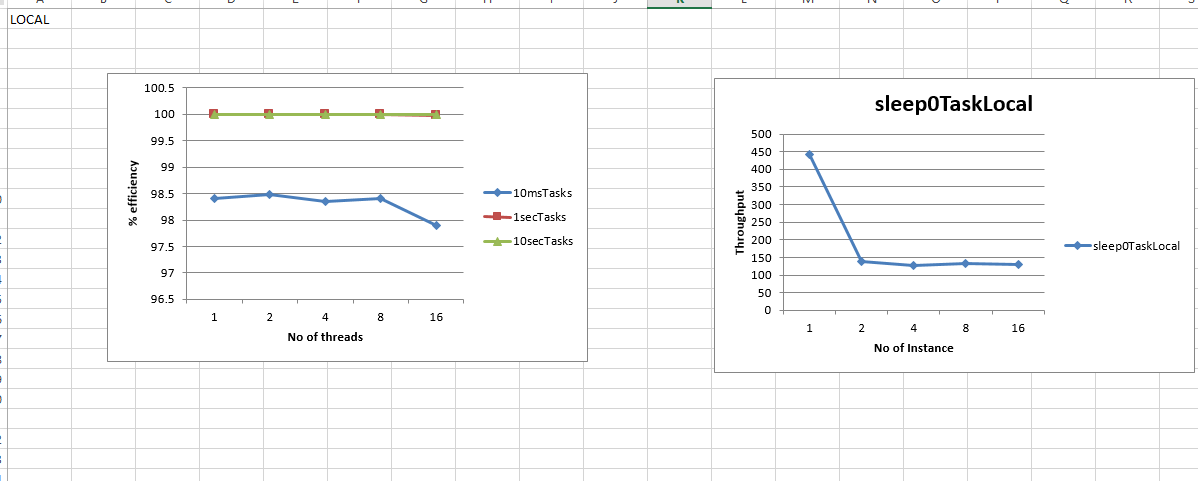 LOCAL
100.5
100
99.5
99
98.5
98
97.5
97
96.5
% efficiency
1 2 4 8 16
No of threads
10msTasks
1secTasks
10secTasks
sleep0TaskLocal
500
450
400
350
300
250
200
150
100
50
0
Throughput
1 2 4 8 16
No of Instance
sleep0TaskLocal